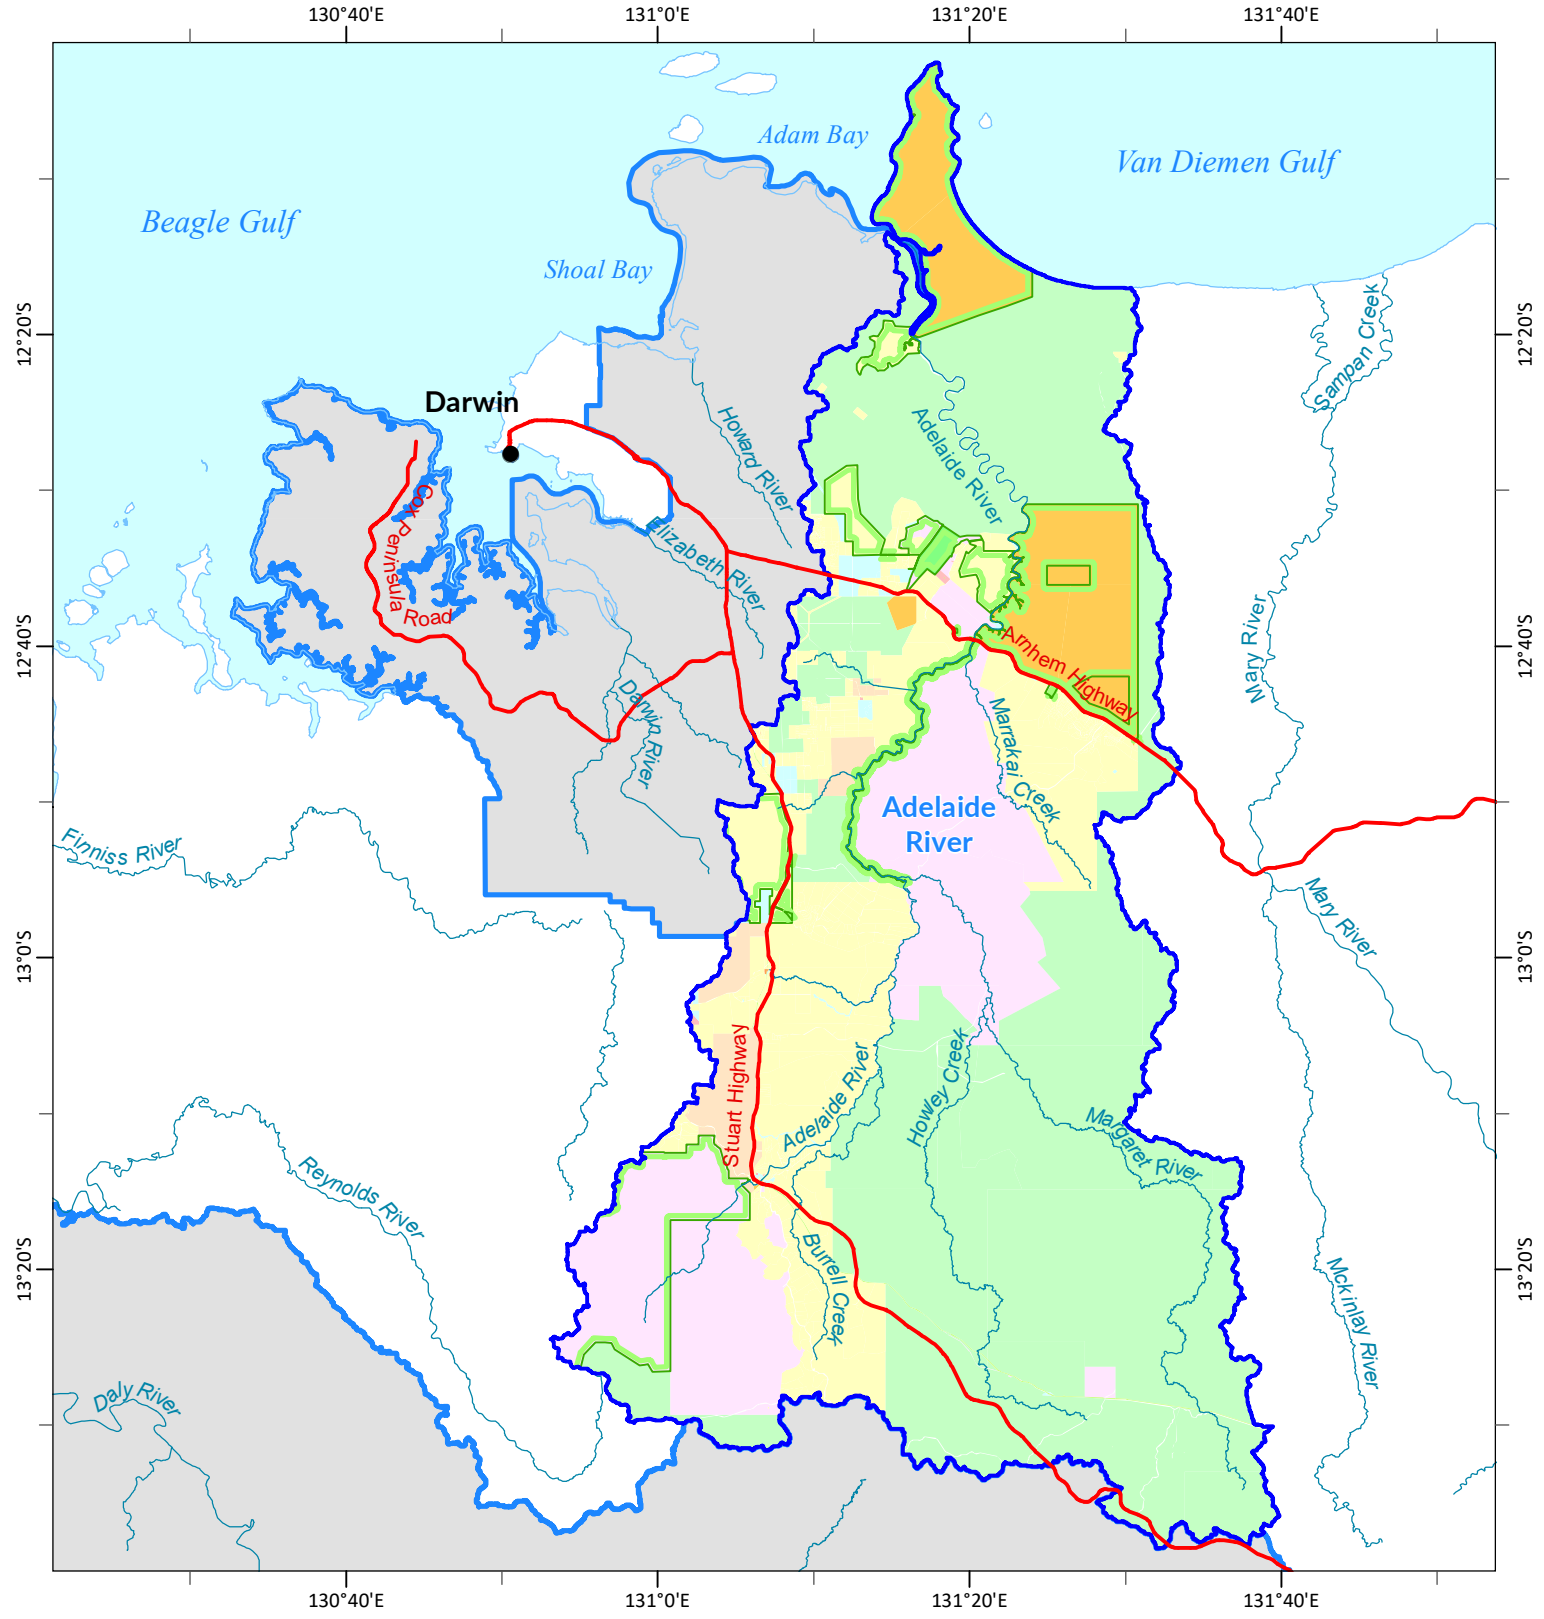 130°40'E
131°0'E
131°20'E
131°40'E
Adam Bay
Van Diemen Gulf
Beagle Gulf
Shoal Bay
12°20'S
12°20'S
Sampan Creek
Darwin
Howard River
Adelaide River
Cox Peninsula
Road
Elizabeth River
Mary River
12°40'S
12°40'S
Arnhem Highway
Darwin River
Marrakai Creek
Adelaide
River
Finniss River
Mary River
13°0'S
13°0'S
Stuart Highway
Adelaide River
Howley Creek
Margaret River
Reynolds River
Burrell Creek
13°20'S
13°20'S
Mckinlay River
Daly River
130°40'E
131°0'E
131°20'E
131°40'E